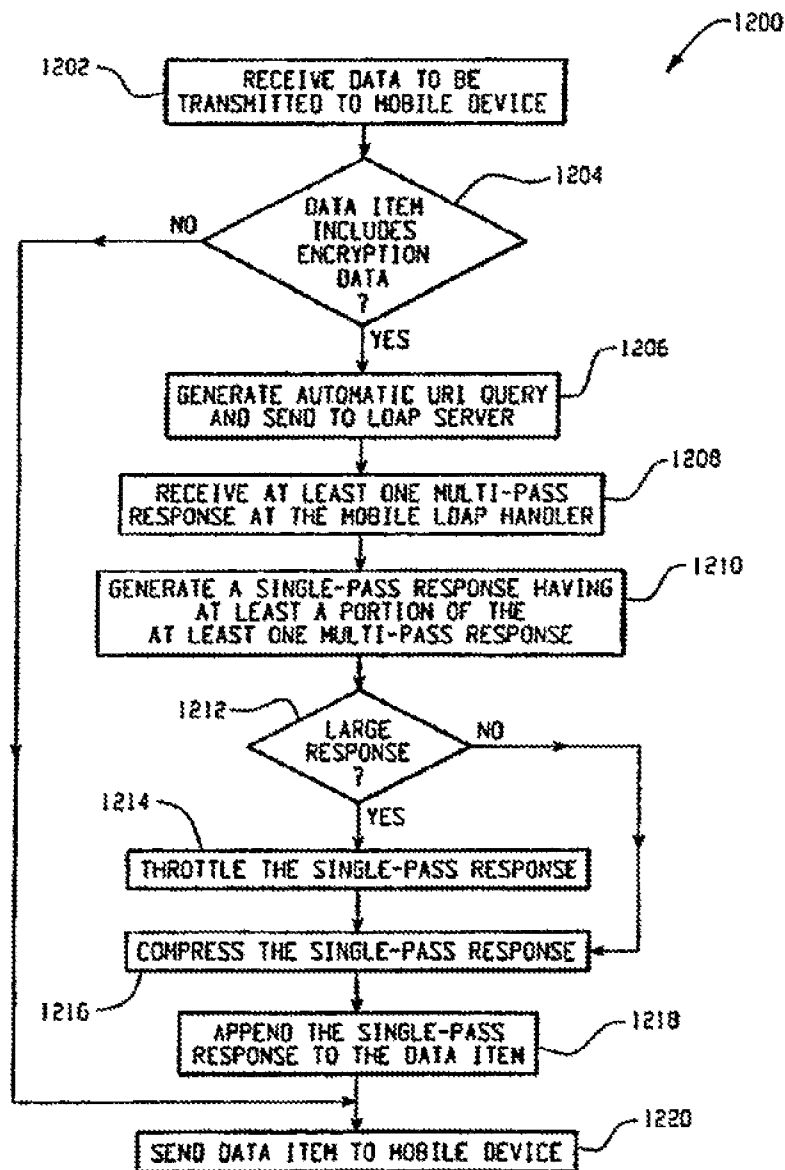 1200
1202
RECEIVE DATA TO BE
TRANSMITTED TO MOBILE DEVICE
1204
DATA ITEM
INCLUDES
ENCRYPTION
DATA
?
NO
YES
1206
GENERATE AUTOMATIC URI QUERY
AND SEND TO LDAP SERVER
1208
RECEIVE AT LEAST ONE MULTI-PASS
RESPONSE AT THE MOBILE LDAP HANDLER
1210
GENERATE A SINGLE-PASS RESPONSE HAVING
AT LEAST A PORTION OF THE
AT LEAST ONE MULTI-PASS RESPONSE
1212
LARGE
RESPONSE
?
NO
YES
1214
THROTTLE THE SINGLE-PASS RESPONSE
COMPRESS THE SINGLE-PASS RESPONSE
1216
APPEND THE SINGLE-PASS
RESPONSE TO THE DATA ITEM
1218
SEND DATA ITEM TO MOBILE DEVICE
1220